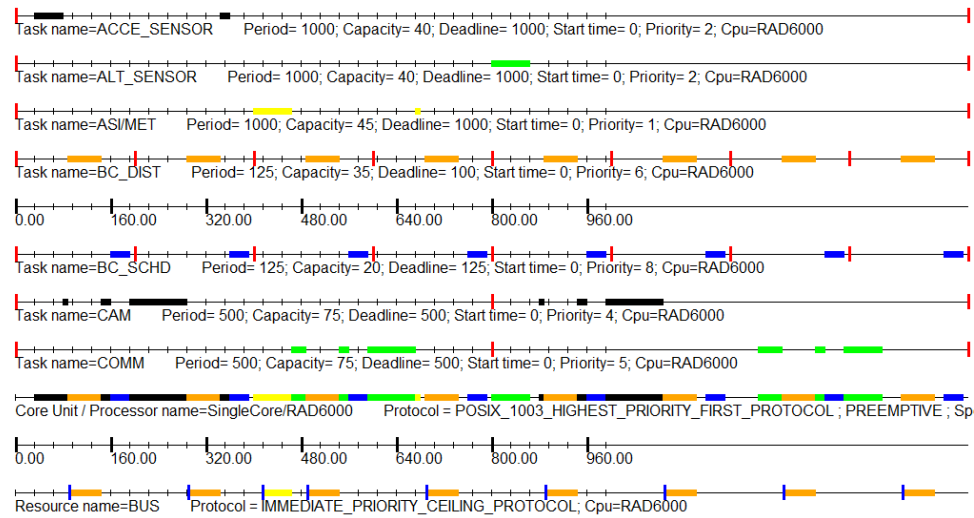 Task name=ACCE_SENSOR Period= 1000; Capacity= 40; Deadline= 1000; Start time= 0; Priority= 2; Cpu=RAD6000
Task name=ALT_SENSOR Period= 1000; Capacity= 40; Deadline= 1000; Start time= 0; Priority= 2; Cpu=RAD6000
Task name=ASI/MET Period= 1000; Capacity= 45; Deadline= 1000; Start time= 0; Priority= 1; Cpu=RAD6000
Task name=BC_DIST Period= 125; Capacity= 35; Deadline= 100; Start time= 0; Priority= 6; Cpu=RAD6000
0.00 160.00 320.00 480.00 640.00 800.00 960.00
Task name=BC_SCHD Period= 125; Capacity= 20; Deadline= 125; Start time= 0; Priority= 8; Cpu=RAD6000
Task name=CAM Period= 500; Capacity= 75; Deadline= 500; Start time= 0; Priority= 4; Cpu=RAD6000
Task name=COMM Period= 500; Capacity= 75; Deadline= 500; Start time= 0; Priority= 5; Cpu=RAD6000
Core Unit / Processor name=SingleCore/RAD6000 Protocol = POSIX_1003_HIGHEST_PRIORITY_FIRST_PROTOCOL ; PREEMPTIVE ; Sp
0.00 160.00 320.00 480.00 640.00 800.00 960.00
Resource name=BUS Protocol = IMMEDIATE_PRIORITY_CEILING_PROTOCOL; Cpu=RAD6000